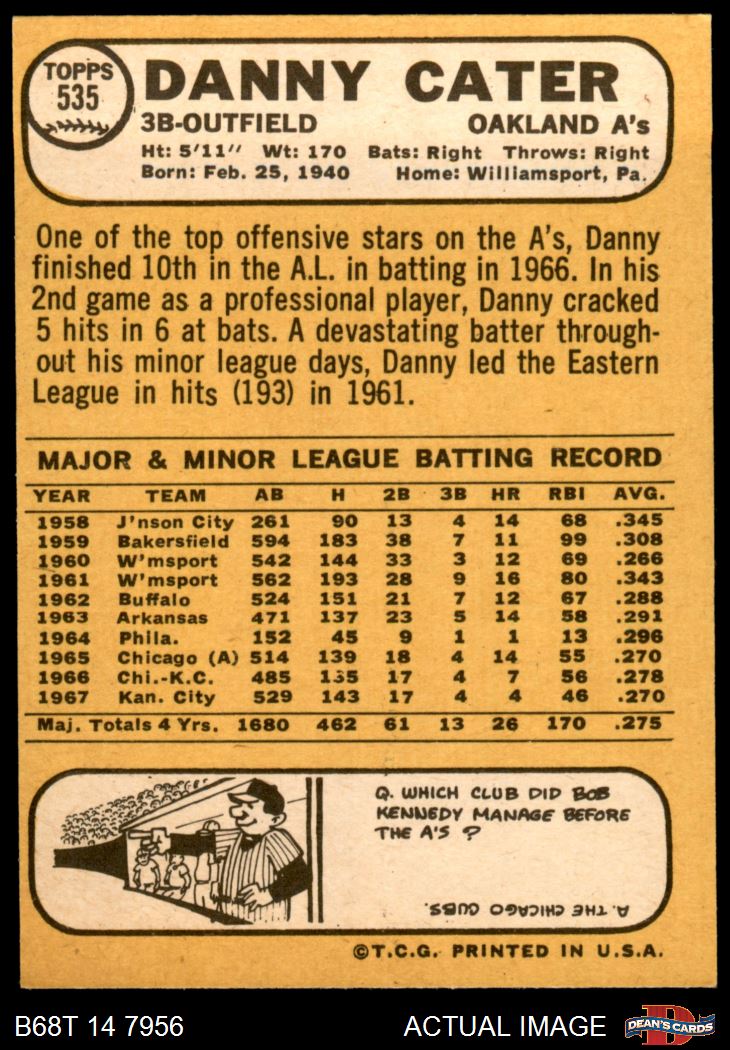 TOPPS
535
DANNY CATER
3B-OUTFIELD OAKLAND A's
Ht: 5'11" Wt: 170 Bats: Right Throws: Right
Born: Feb. 25, 1940 Home: Williamsport, Pa.
One of the top offensive stars on the A's, Danny
finished 10th in the A.L. in batting in 1966. In his
2nd game as a professional player, Danny cracked
5 hits in 6 at bats. A devastating batter through-
out his minor league days, Danny led the Eastern
League in hits (193) in 1961.
MAJOR & MINOR LEAGUE BATTING RECORD
YEAR TEAM AB H 2B 3B HR RBI AVG.
1958 J'nson City 261 90 13 4 14 68 .345
1959 Bakersfield 594 183 38 7 11 99 .308
1960 W'msport 542 144 33 3 12 69 .266
1961 W'msport 562 193 28 9 16 80 .343
1962 Buffalo 524 151 21 7 12 67 .288
1963 Arkansas 471 137 23 5 14 58 .291
1964 Phila. 152 45 9 1 1 13 .296
1965 Chicago (A) 514 139 18 4 14 55 .270
1966 Chi.-K.C. 485 135 17 4 7 56 .278
1967 Kan. City 529 143 17 4 4 46 .270
Maj. Totals 4 Yrs. 1680 462 61 13 26 170 .275
Q. WHICH CLUB DID BOB
KENNEDY MANAGE BEFORE
THE A'S ?
A. THE CHICAGO CUBS.
©T.C.G. PRINTED IN U.S.A.
B68T 14 7956 ACTUAL IMAGE DEAN'S CARDS